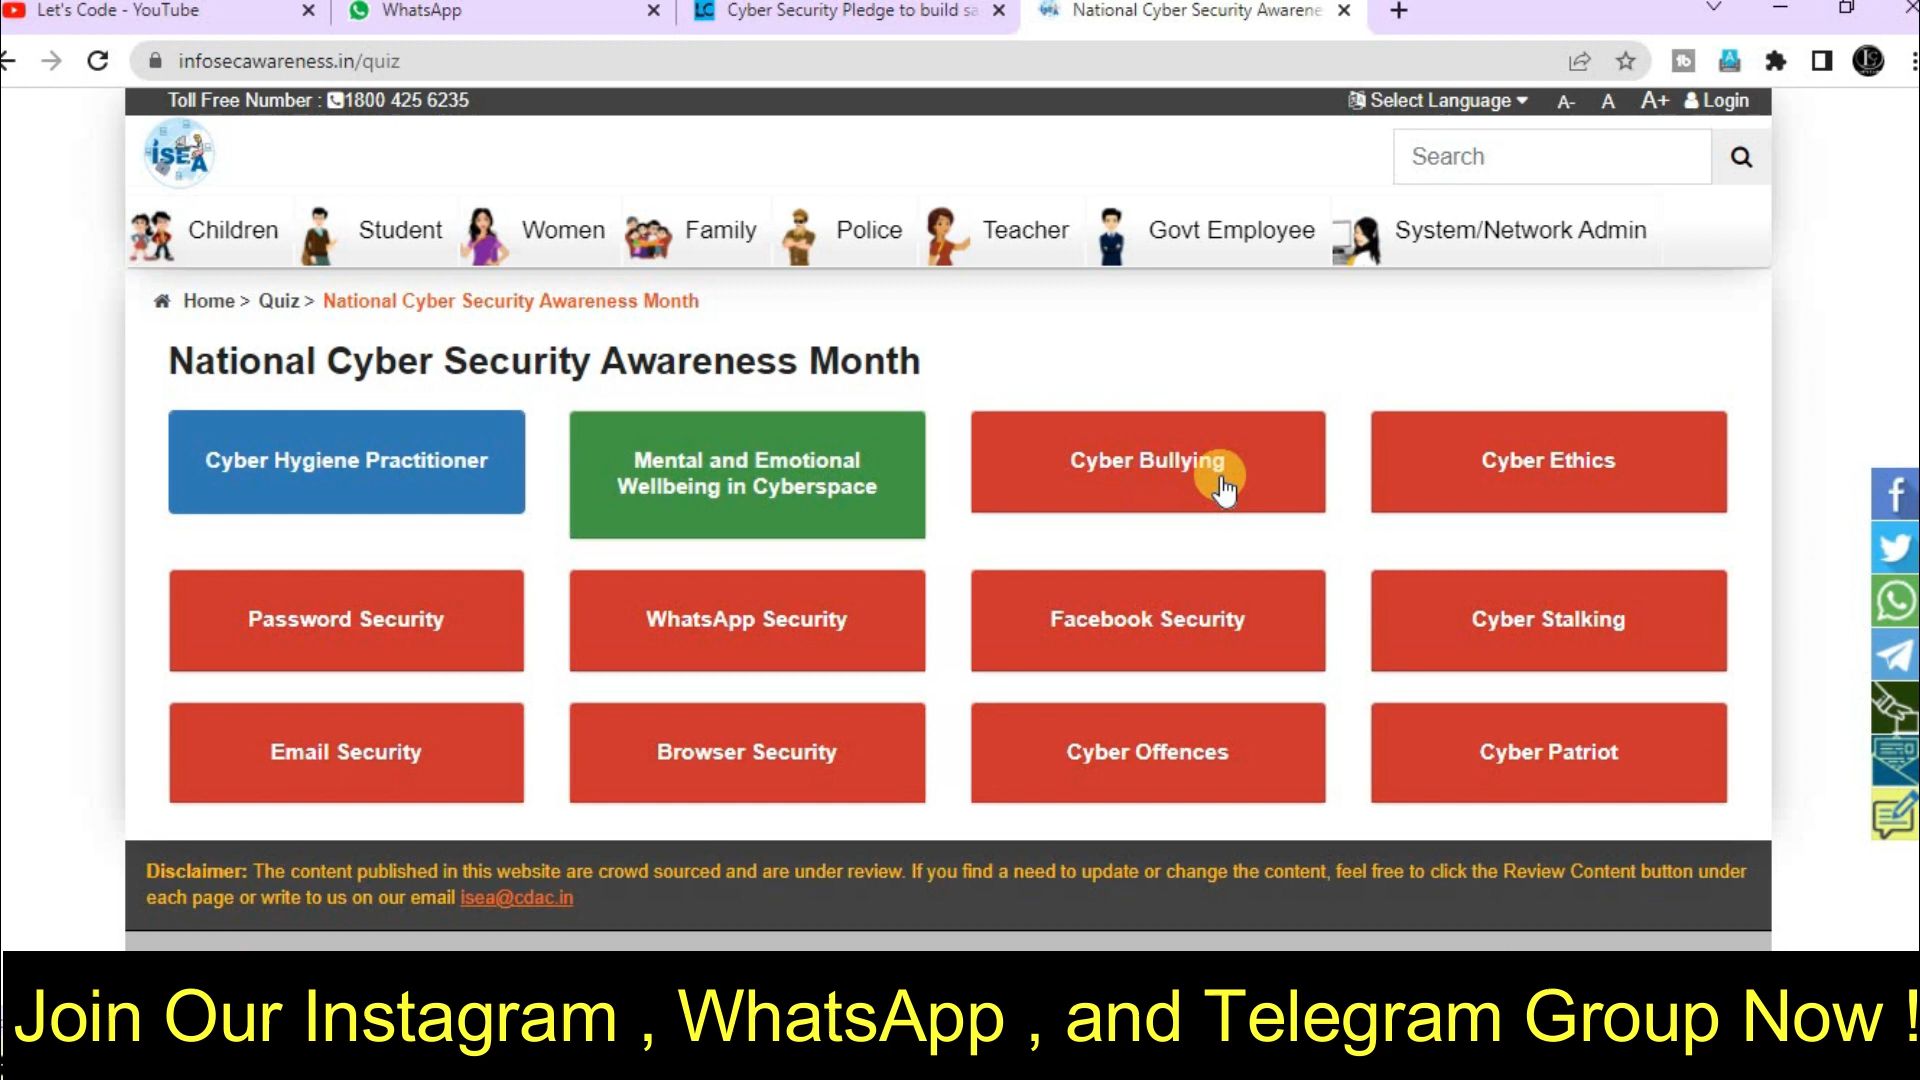 Let's Code - YouTube
WhatsApp
Cyber Security Pledge to build sa
National Cyber Security Awarene
infosecawareness.in/quiz
Toll Free Number : 1800 425 6235
Select Language A- A A+ Login
ISEA
Search
Children
Student
Women
Family
Police
Teacher
Govt Employee
System/Network Admin
Home > Quiz > National Cyber Security Awareness Month
National Cyber Security Awareness Month
Cyber Hygiene Practitioner
Mental and Emotional
Wellbeing in Cyberspace
Cyber Bullying
Cyber Ethics
Password Security
WhatsApp Security
Facebook Security
Cyber Stalking
Email Security
Browser Security
Cyber Offences
Cyber Patriot
Disclaimer: The content published in this website are crowd sourced and are under review. If you find a need to update or change the content, feel free to click the Review Content button under
each page or write to us on our email isea@cdac.in
Join Our Instagram , WhatsApp , and Telegram Group Now !